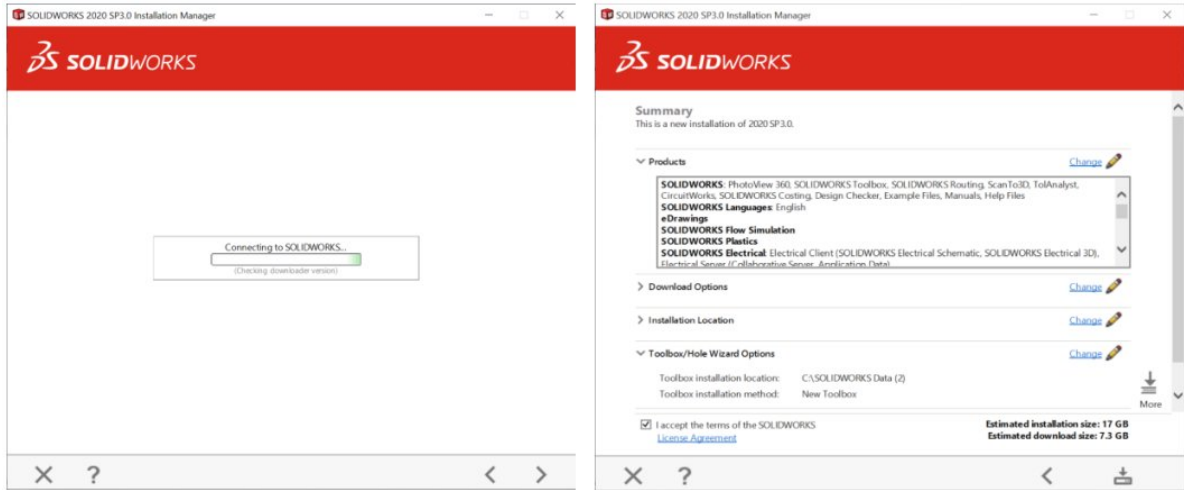 SOLIDWORKS 2020 SP3.0 Installation Manager
SOLIDWORKS
Connecting to SOLIDWORKS...
(Checking downloader version)
?
SOLIDWORKS 2020 SP3.0 Installation Manager
SOLIDWORKS
Summary
This is a new installation of 2020 SP3.0.
Products
Change
SOLIDWORKS: PhotoView 360, SOLIDWORKS Toolbox, SOLIDWORKS Routing, ScanTo3D, TolAnalyst,
CircuitWorks, SOLIDWORKS Costing, Design Checker, Example Files, Manuals, Help Files
SOLIDWORKS Languages: English
eDrawings
SOLIDWORKS Flow Simulation
SOLIDWORKS Plastics
SOLIDWORKS Electrical: Electrical Client (SOLIDWORKS Electrical Schematic, SOLIDWORKS Electrical 3D),
Electrical Server (Collaborative Server, Application Data)
Download Options
Change
Installation Location
Change
Toolbox/Hole Wizard Options
Change
Toolbox installation location: C:\SOLIDWORKS Data (2)
Toolbox installation method: New Toolbox
More
I accept the terms of the SOLIDWORKS
License Agreement
Estimated installation size: 17 GB
Estimated download size: 7.3 GB
?